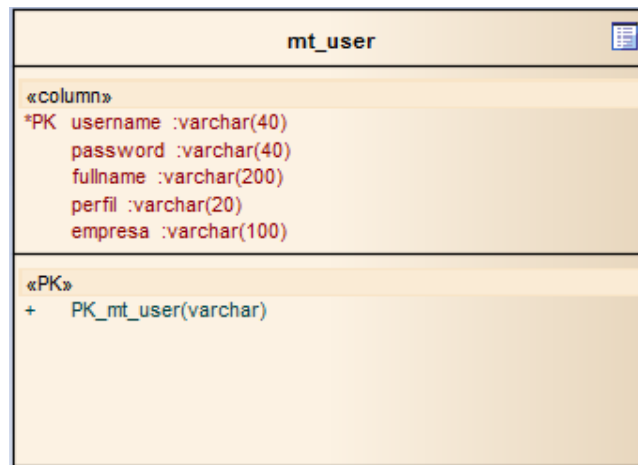 mt_user
«column»
*PK username :varchar(40)
password :varchar(40)
fullname :varchar(200)
perfil :varchar(20)
empresa :varchar(100)
«PK»
+ PK_mt_user(varchar)